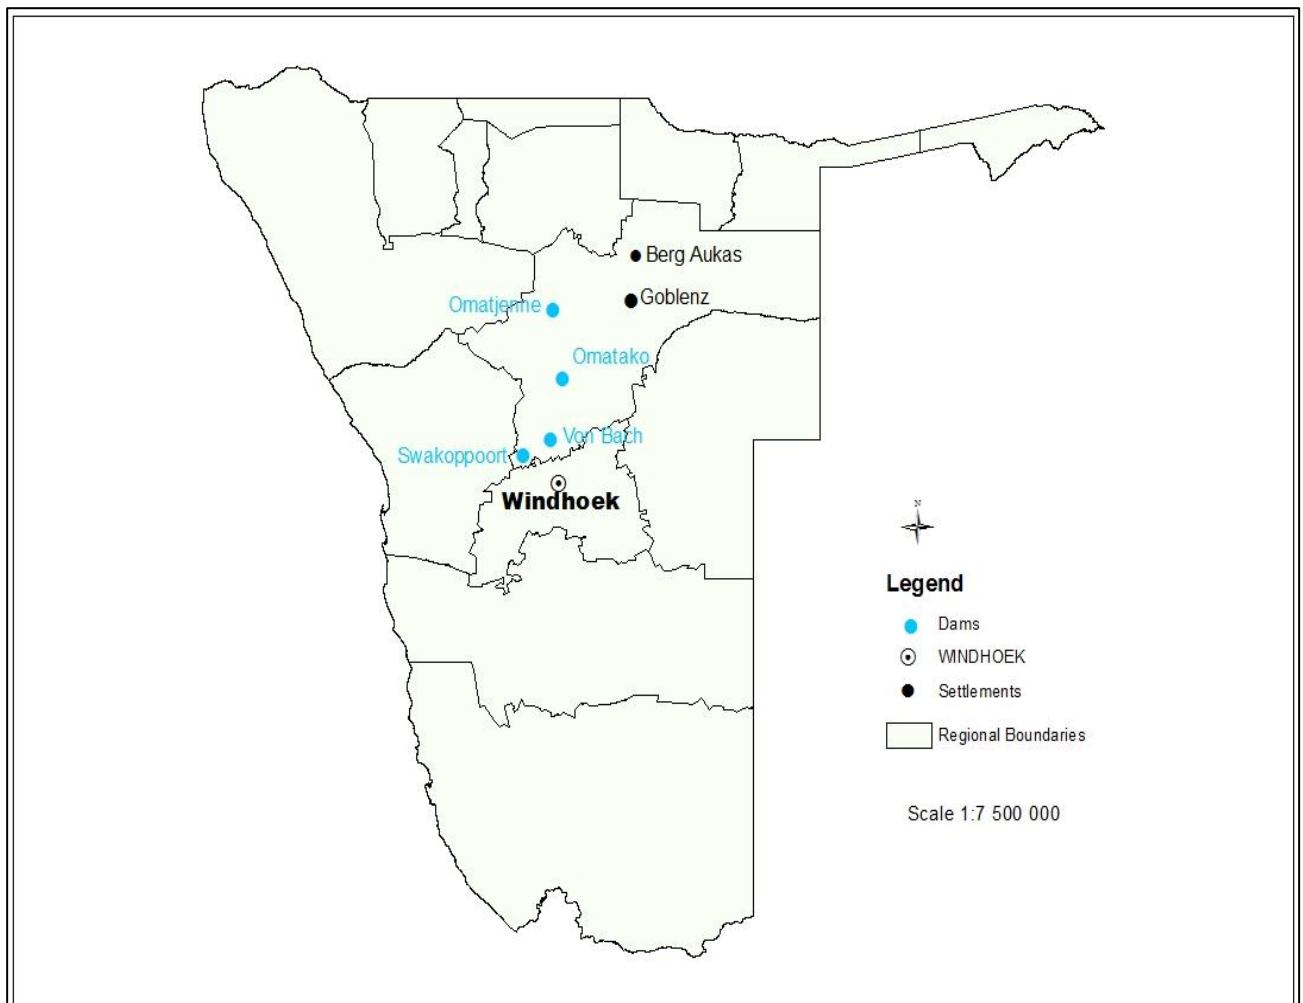 Berg Aukas
Goblenz
Omatjenne
Omatako
Von Bach
Swakoppoort
Windhoek
N
Legend
Dams
WINDHOEK
Settlements
Regional Boundaries
Scale 1:7 500 000